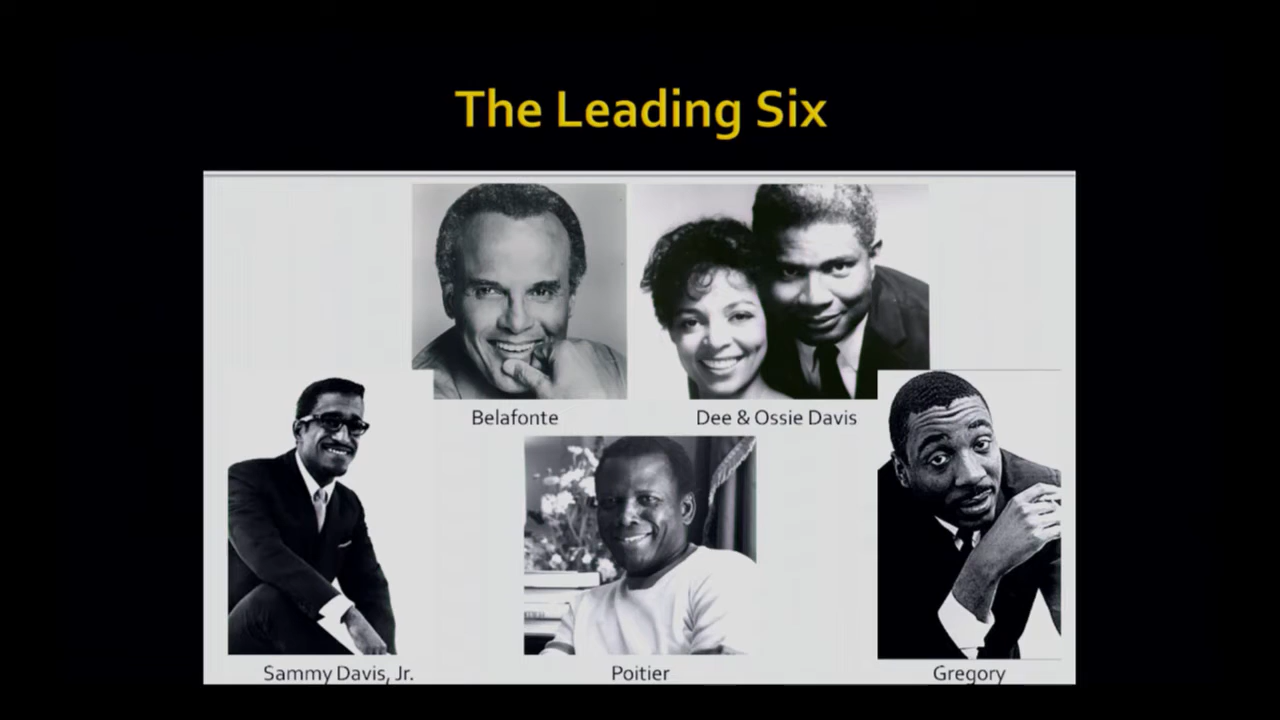 The Leading Six
Belafonte
Dee & Ossie Davis
Sammy Davis, Jr.
Poitier
Gregory